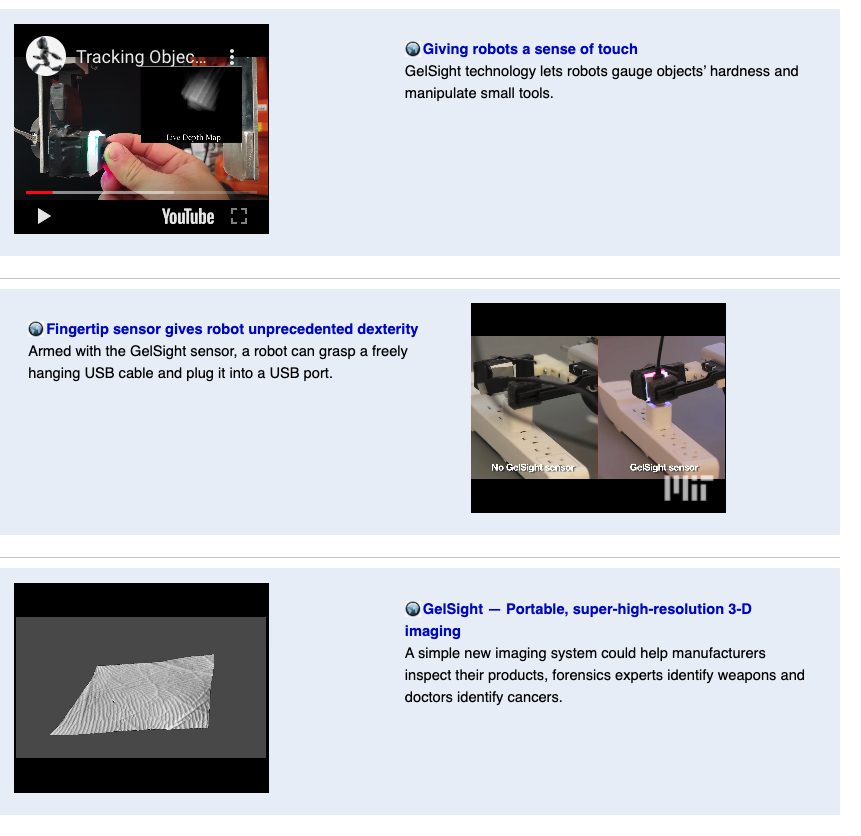 Tracking Objec...
Live Depth Map
YouTube
Giving robots a sense of touch
GelSight technology lets robots gauge objects’ hardness and
manipulate small tools.
Fingertip sensor gives robot unprecedented dexterity
Armed with the GelSight sensor, a robot can grasp a freely
hanging USB cable and plug it into a USB port.
No GelSight sensor
GelSight sensor
MIT
GelSight — Portable, super-high-resolution 3-D
imaging
A simple new imaging system could help manufacturers
inspect their products, forensics experts identify weapons and
doctors identify cancers.